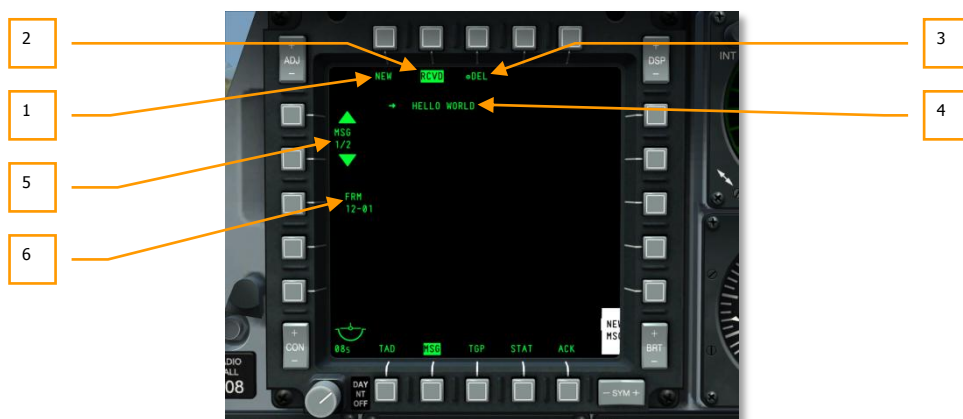 2
3
ADJ
DSP
INT
NEW RCVD DEL
1
→ HELLO WORLD
4
MSG
1/2
5
FRM
12-01
6
NEW
MSG
CON
08s
TAD MSG TGP STAT ACK
BRT
ALL
08
DAY
NT
OFF
- SYM +